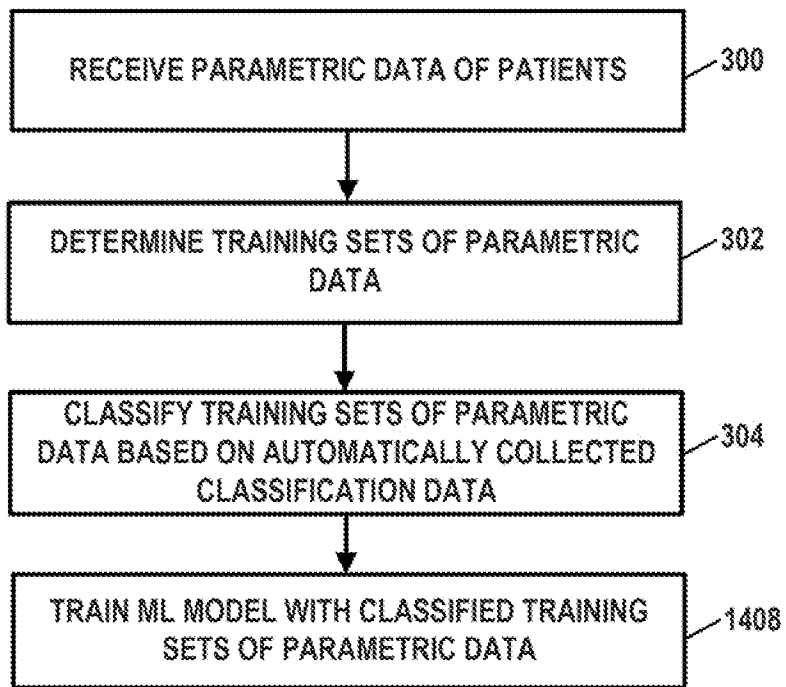 RECEIVE PARAMETRIC DATA OF PATIENTS
300
DETERMINE TRAINING SETS OF PARAMETRIC
DATA
302
CLASSIFY TRAINING SETS OF PARAMETRIC
DATA BASED ON AUTOMATICALLY COLLECTED
CLASSIFICATION DATA
304
TRAIN ML MODEL WITH CLASSIFIED TRAINING
SETS OF PARAMETRIC DATA
1408